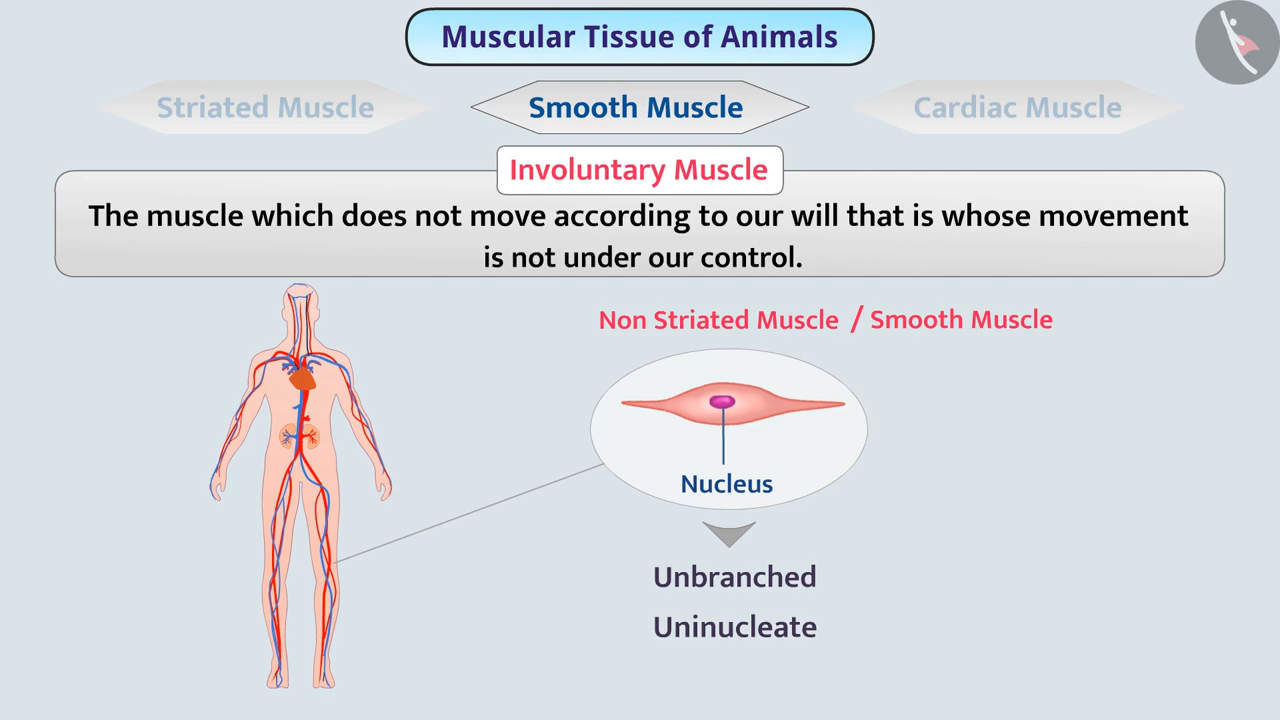 Muscular Tissue of Animals
Striated Muscle
Smooth Muscle
Cardiac Muscle
Involuntary Muscle
The muscle which does not move according to our will that is whose movement
is not under our control.
Non Striated Muscle / Smooth Muscle
Nucleus
Unbranched
Uninucleate